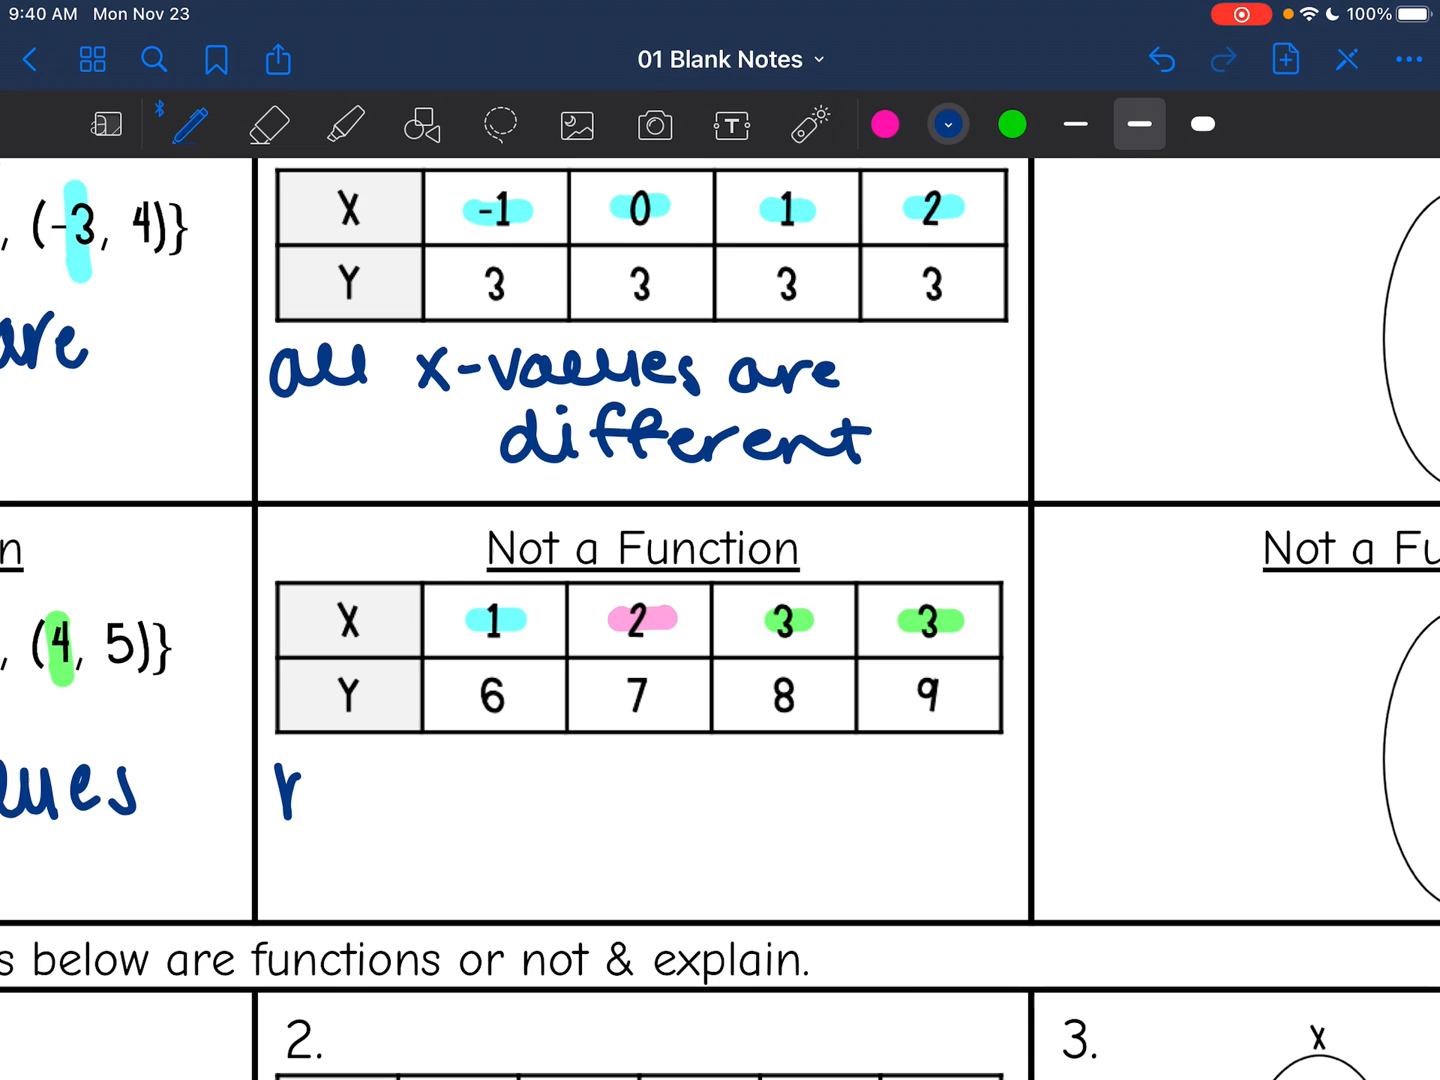 9:40 AM Mon Nov 23
100%
01 Blank Notes
T
, (-3, 4)}
X -1 0 1 2
Y 3 3 3 3
are
all x-values are
different
n
Not a Function
Not a Fu
, (4, 5)}
X 1 2 3 3
Y 6 7 8 9
ues
r
s below are functions or not & explain.
2.
3.
X